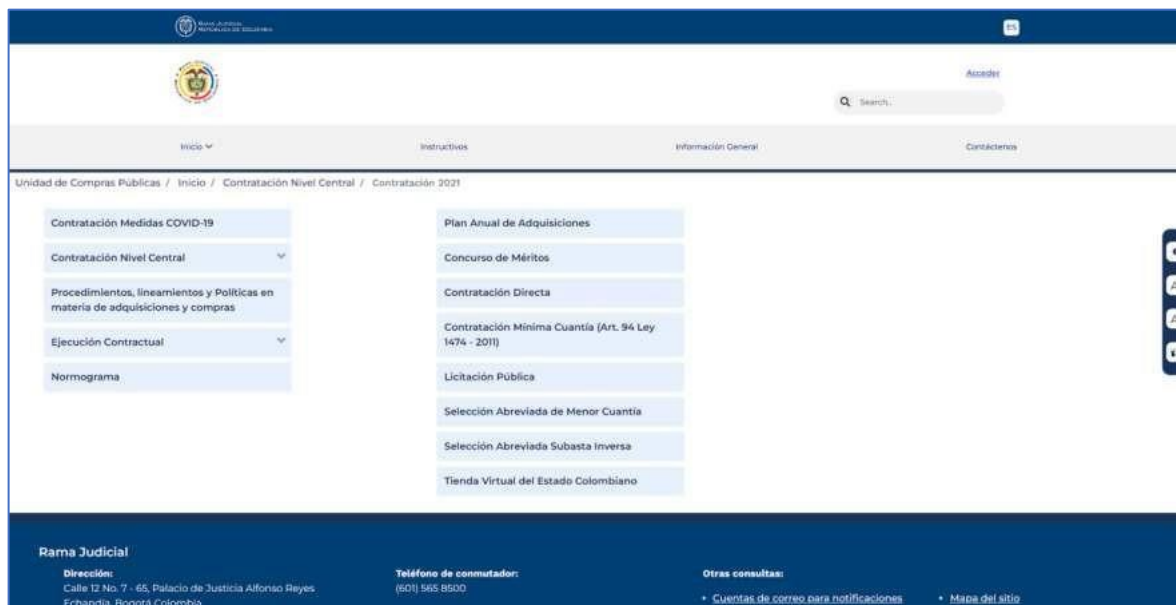 RAMA JUDICIAL
REPÚBLICA DE COLOMBIA
ES
Acceder
Search..
Inicio
Instructivos
Información General
Contáctenos
Unidad de Compras Públicas / Inicio / Contratación Nivel Central / Contratación 2021
Contratación Medidas COVID-19
Contratación Nivel Central
Procedimientos, lineamientos y Políticas en
materia de adquisiciones y compras
Ejecución Contractual
Normograma
Plan Anual de Adquisiciones
Concurso de Méritos
Contratación Directa
Contratación Mínima Cuantía (Art. 94 Ley
1474 - 2011)
Licitación Pública
Selección Abreviada de Menor Cuantía
Selección Abreviada Subasta Inversa
Tienda Virtual del Estado Colombiano
Rama Judicial
Dirección:
Calle 12 No. 7 - 65, Palacio de Justicia Alfonso Reyes
Echandía, Bogotá Colombia
Teléfono de conmutador:
(601) 565 8500
Otras consultas:
• Cuentas de correo para notificaciones
• Mapa del sitio